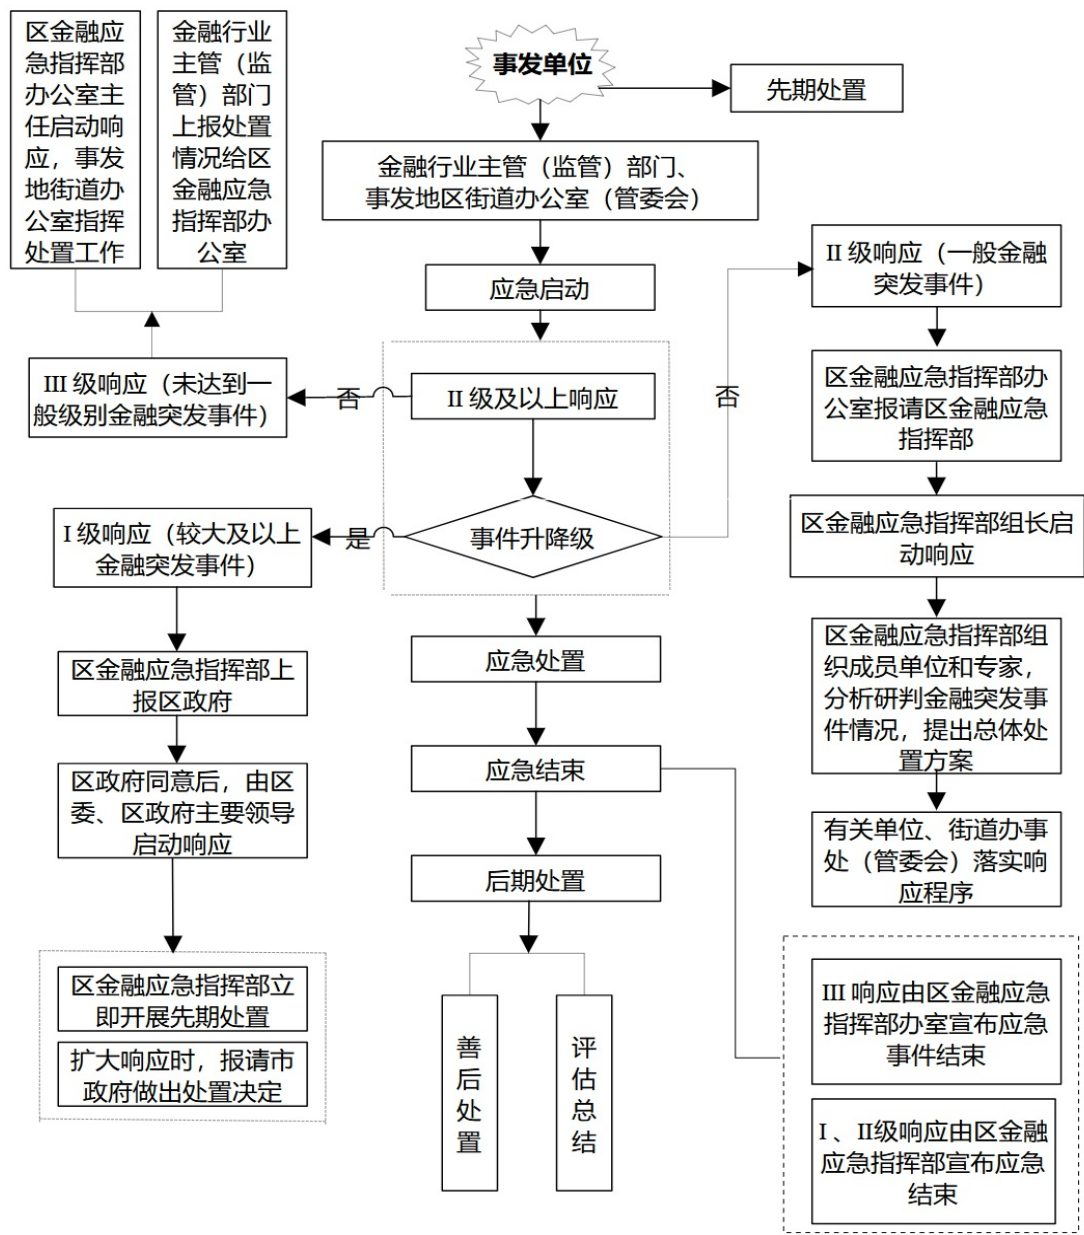 事发单位
先期处置
金融行业主管（监管）部门、
事发地区街道办公室（管委会）
应急启动
II 级及以上响应
否
III 级响应（未达到一
般级别金融突发事件）
区金融应
急指挥部
办公室主
任启动响
应，事发
地街道办
公室指挥
处置工作
金融行业
主管（监
管）部门
上报处置
情况给区
金融应急
指挥部办
公室
事件升降级
是
I 级响应（较大及以上
金融突发事件）
区金融应急指挥部上
报区政府
区政府同意后，由区
委、区政府主要领导
启动响应
区金融应急指挥部立
即开展先期处置
扩大响应时，报请市
政府做出处置决定
否
II 级响应（一般金融
突发事件）
区金融应急指挥部办
公室报请区金融应急
指挥部
区金融应急指挥部组长启
动响应
区金融应急指挥部组
织成员单位和专家，
分析研判金融突发事
件情况，提出总体处
置方案
有关单位、街道办事
处（管委会）落实响
应程序
应急处置
应急结束
III 响应由区金融应急
指挥部办室宣布应急
事件结束
I 、II级响应由区金融
应急指挥部宣布应急
结束
后期处置
善后处置
评估总结